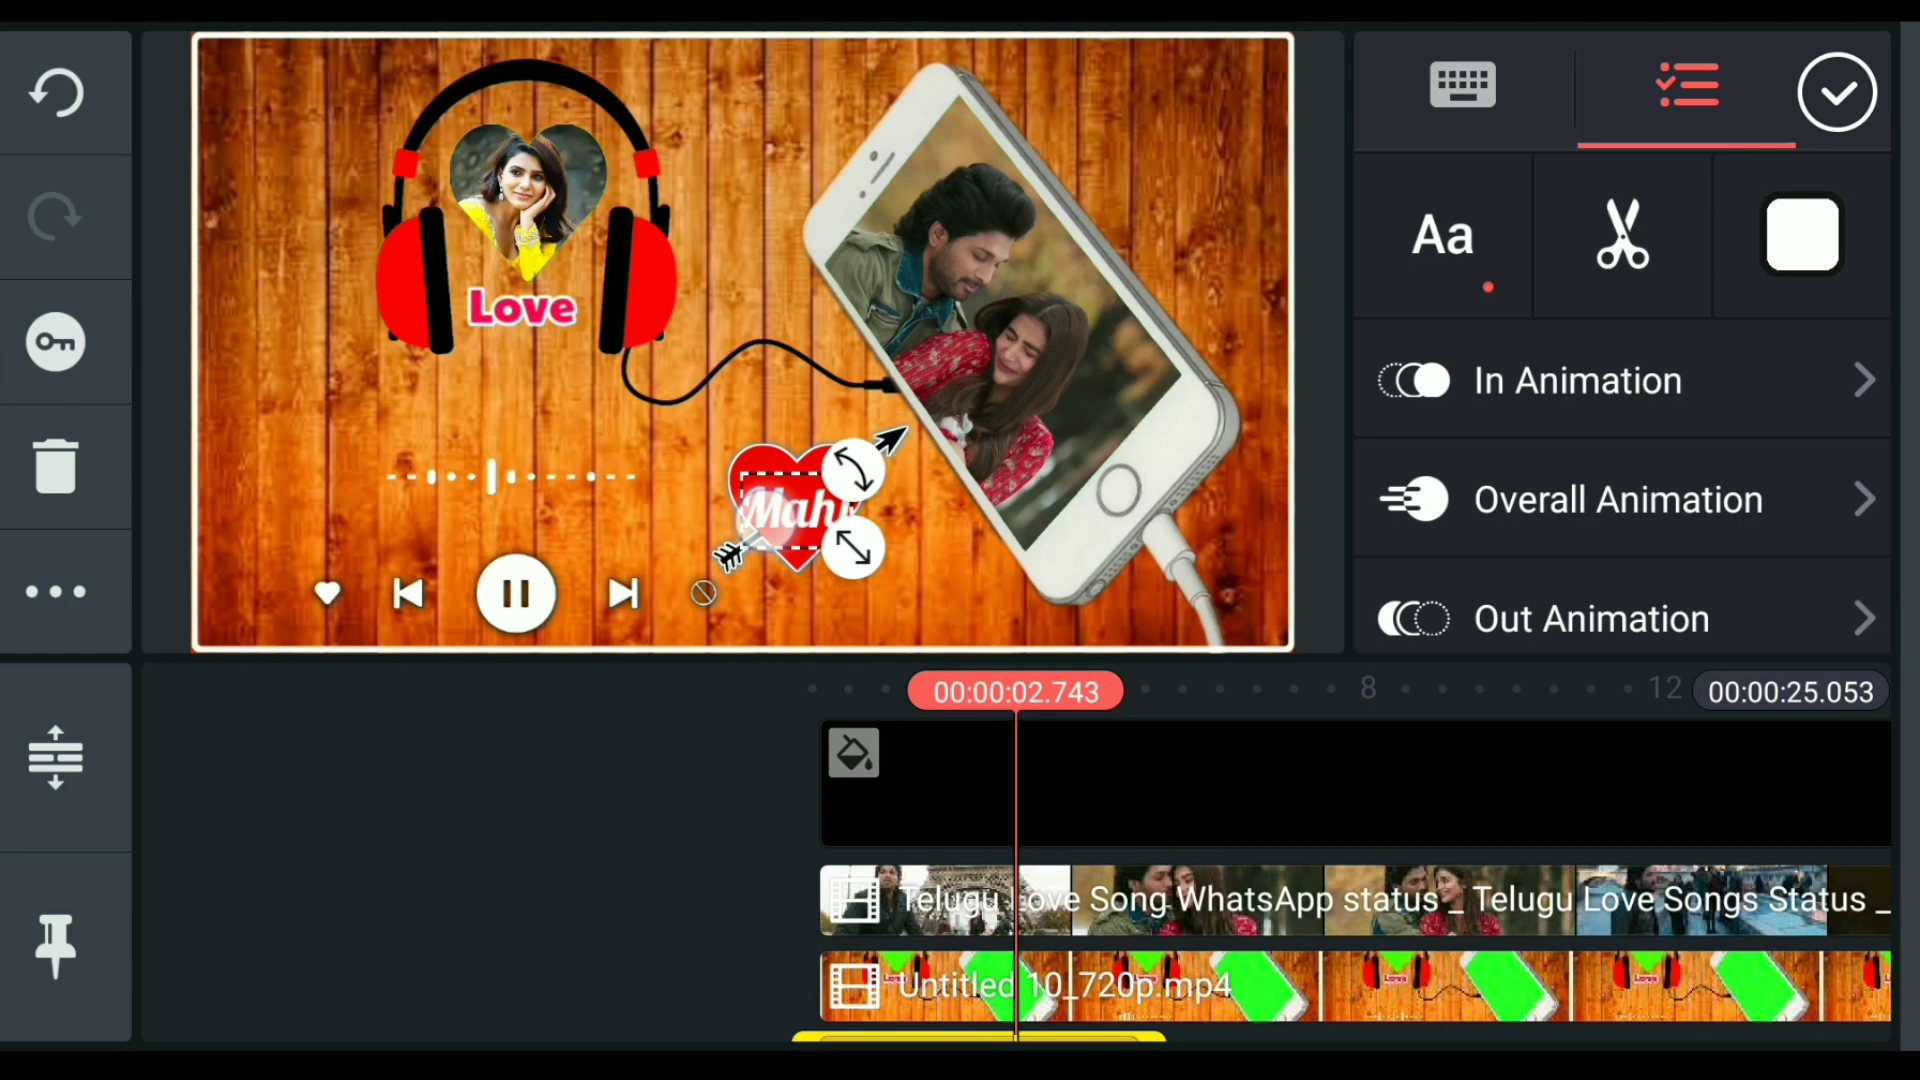 Love
Mahi
Aa
In Animation
Overall Animation
Out Animation
00:00:02.743
8
12
00:00:25.053
Telugu Love Song WhatsApp status _ Telugu Love Songs Status _
Untitled 10_720p.mp4